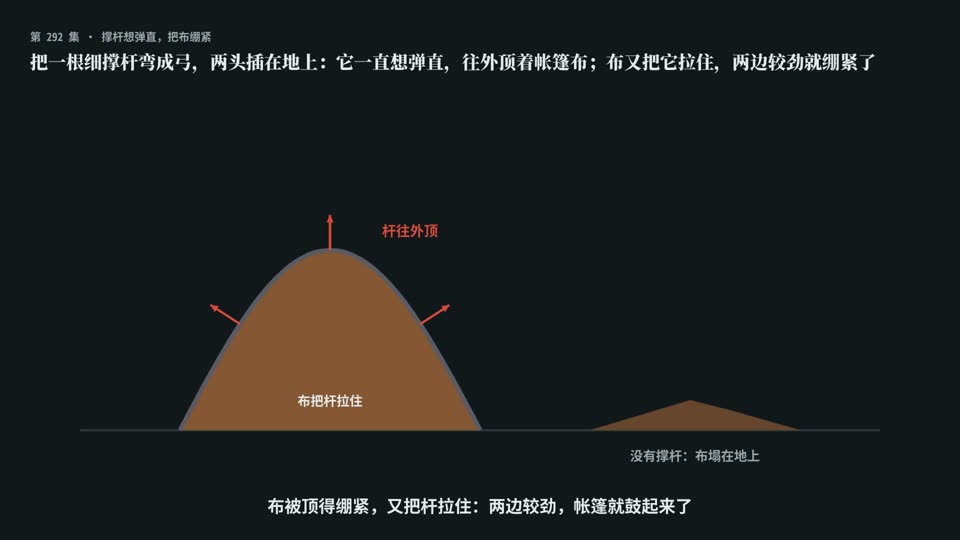 第 292 集 · 撑杆想弹直，把布绷紧
把一根细撑杆弯成弓，两头插在地上：它一直想弹直，往外顶着帐篷布；布又把它拉住，两边较劲就绷紧了
杆往外顶
布把杆拉住
没有撑杆：布塌在地上
布被顶得绷紧，又把杆拉住：两边较劲，帐篷就鼓起来了